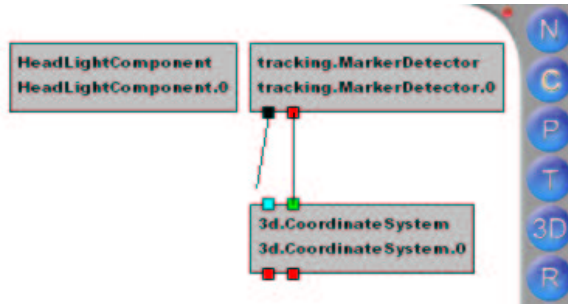 HeadLightComponent
HeadLightComponent.0
tracking.MarkerDetector
tracking.MarkerDetector.0
3d.CoordinateSystem
3d.CoordinateSystem.0
N
C
P
T
3D
R